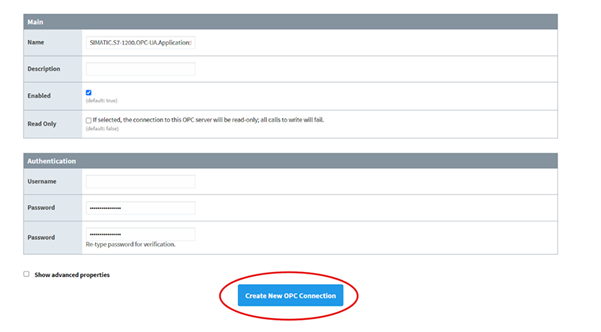 Main
Name SIMATIC.S7-1200.OPC-UA.Application:
Description
Enabled
(default: true)
Read Only If selected, the connection to this OPC server will be read-only; all calls to write will fail.
(default: false)
Authentication
Username
Password ••••••••••••••••
Password ••••••••••••••••
Re-type password for verification.
Show advanced properties
Create New OPC Connection